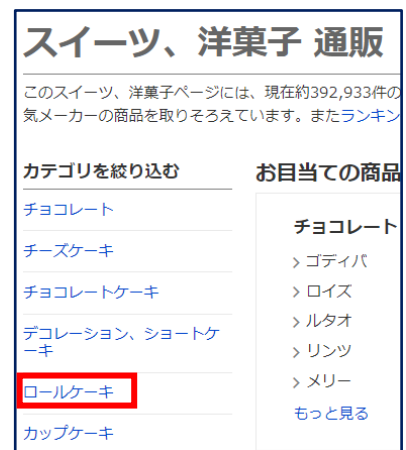 スイーツ、洋菓子 通販
このスイーツ、洋菓子ページには、現在約392,933件の
気メーカーの商品を取りそろえています。またランキン
カテゴリを絞り込む
チョコレート
チーズケーキ
チョコレートケーキ
デコレーション、ショートケ
ーキ
ロールケーキ
カップケーキ
お目当ての商品
チョコレート
> ゴディバ
> ロイズ
> ルタオ
> リンツ
> メリー
もっと見る